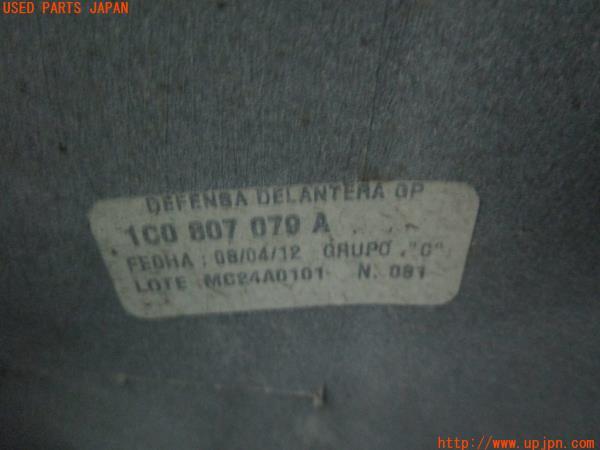 USED PARTS JAPAN
DEFENSA DELANTERA GP
1C0 807 079 A
FECHA : 08/04/12 GRUPO "C"
LOTE MC24A0101 N. 081
http://www.upjpn.com/